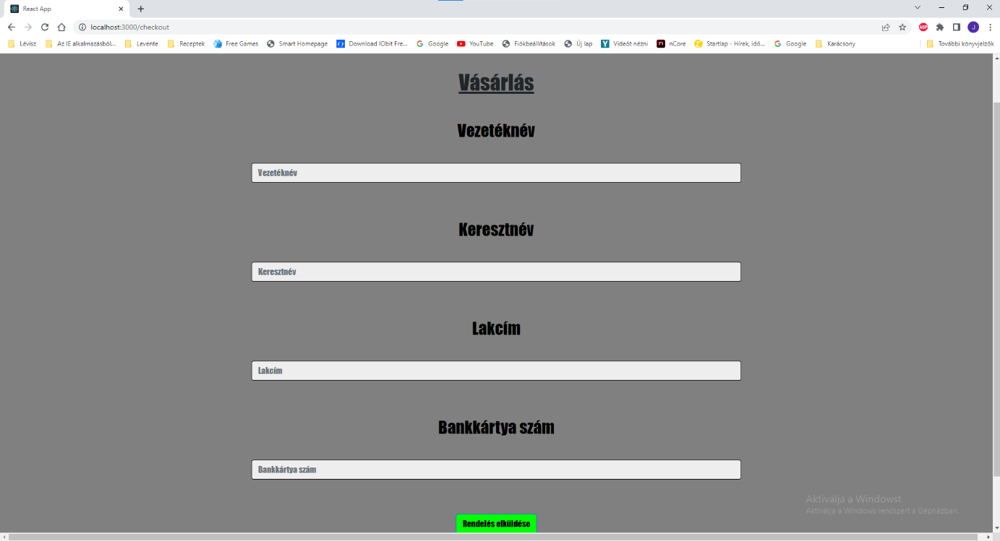 React App
localhost:3000/checkout
ABP
J
Lévisz Az IE alkalmazásból... Levente Receptek Free Games Smart Homepage Download IObit Fre... Google YouTube Fiókbeállítások Új lap Y Videót nézni n nCore Startlap - Hírek, idő... Google Karácsony További könyvjelzők
Vásárlás
Vezetéknév
Vezetéknév
Keresztnév
Keresztnév
Lakcím
Lakcím
Bankkártya szám
Bankkártya szám
Rendelés elküldése
Aktiválja a Windowst
Aktiválja a Windows rendszert a Gépházban.